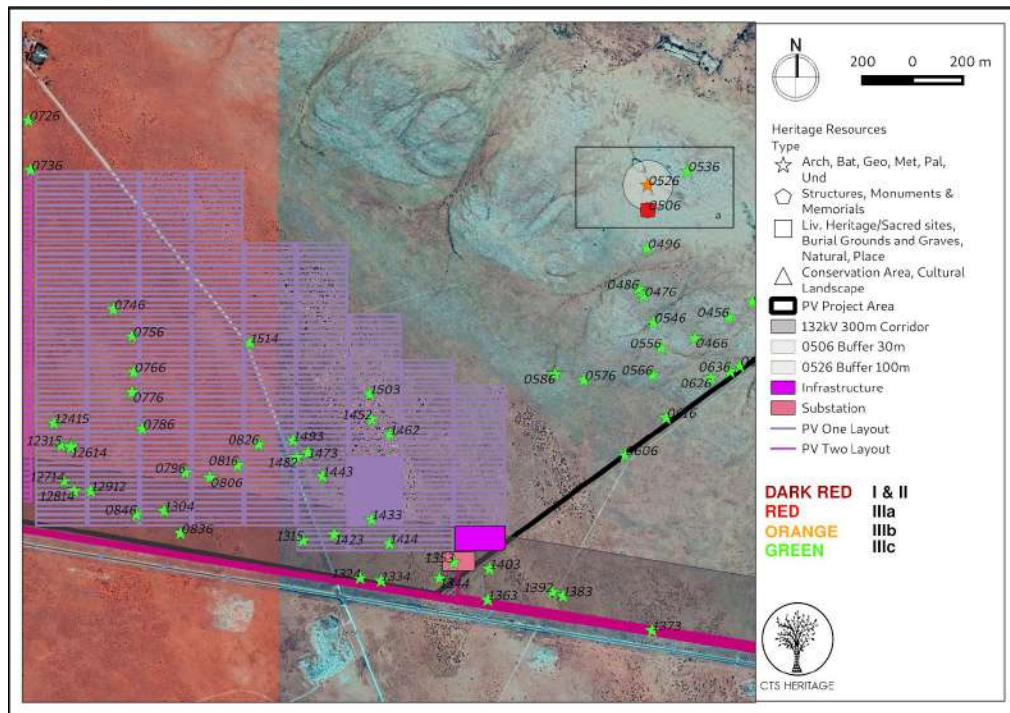 N
200 0 200 m
Heritage Resources
Type
Arch, Bat, Geo, Met, Pal,
Und
Structures, Monuments &
Memorials
Liv. Heritage/Sacred sites,
Burial Grounds and Graves,
Natural, Place
Conservation Area, Cultural
Landscape
PV Project Area
132kV 300m Corridor
0506 Buffer 30m
0526 Buffer 100m
Infrastructure
Substation
PV One Layout
PV Two Layout
DARK RED I & II
RED IIIa
ORANGE IIIb
GREEN IIIc
CTS HERITAGE
0726
0736
0536
0526
0506
a
0496
0486
0476
0746
0456
0546
0756
0466
1514
0556
0766
0586
0576
0566
0636
0626
0776
1503
0616
12415
0786
1452
1462
12315
12614
0826
1493
1473
1482
0606
0816
0796
0806
1443
12714
12814
12912
0846
1304
1433
0836
1315
1423
1414
1353
1403
1324
1334
1344
1363
1392
1383
1373